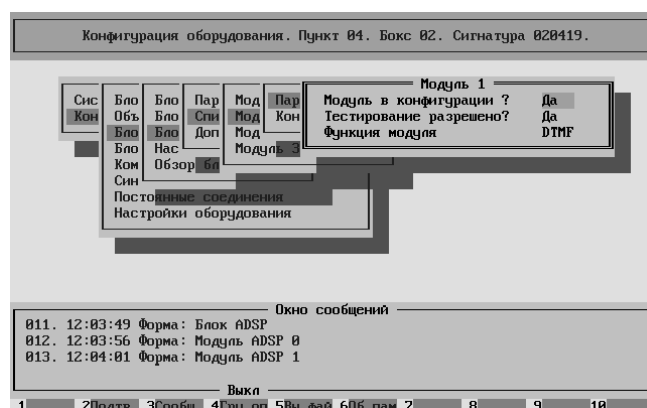 Конфигурация оборудования. Пункт 04. Бокс 02. Сигнатура 020419.
Модуль 1
Сис Бло Бло Пар Мод Пар Модуль в конфигурации ? Да
Кон Объ Бло Спи Мод Кон Тестирование разрешено? Да
Бло Бло Доп Мод Функция модуля DTMF
Бло Нас Модуль 3
Ком Обзор бл
Син
Постоянные соединения
Настройки оборудования
Окно сообщений
011. 12:03:49 Форма: Блок ADSP
012. 12:03:56 Форма: Модуль ADSP 0
013. 12:04:01 Форма: Модуль ADSP 1
Выкл
1 2Подтв 3Сообщ 4Гру оп 5Вы фай 6Об пам 7 8 9 10